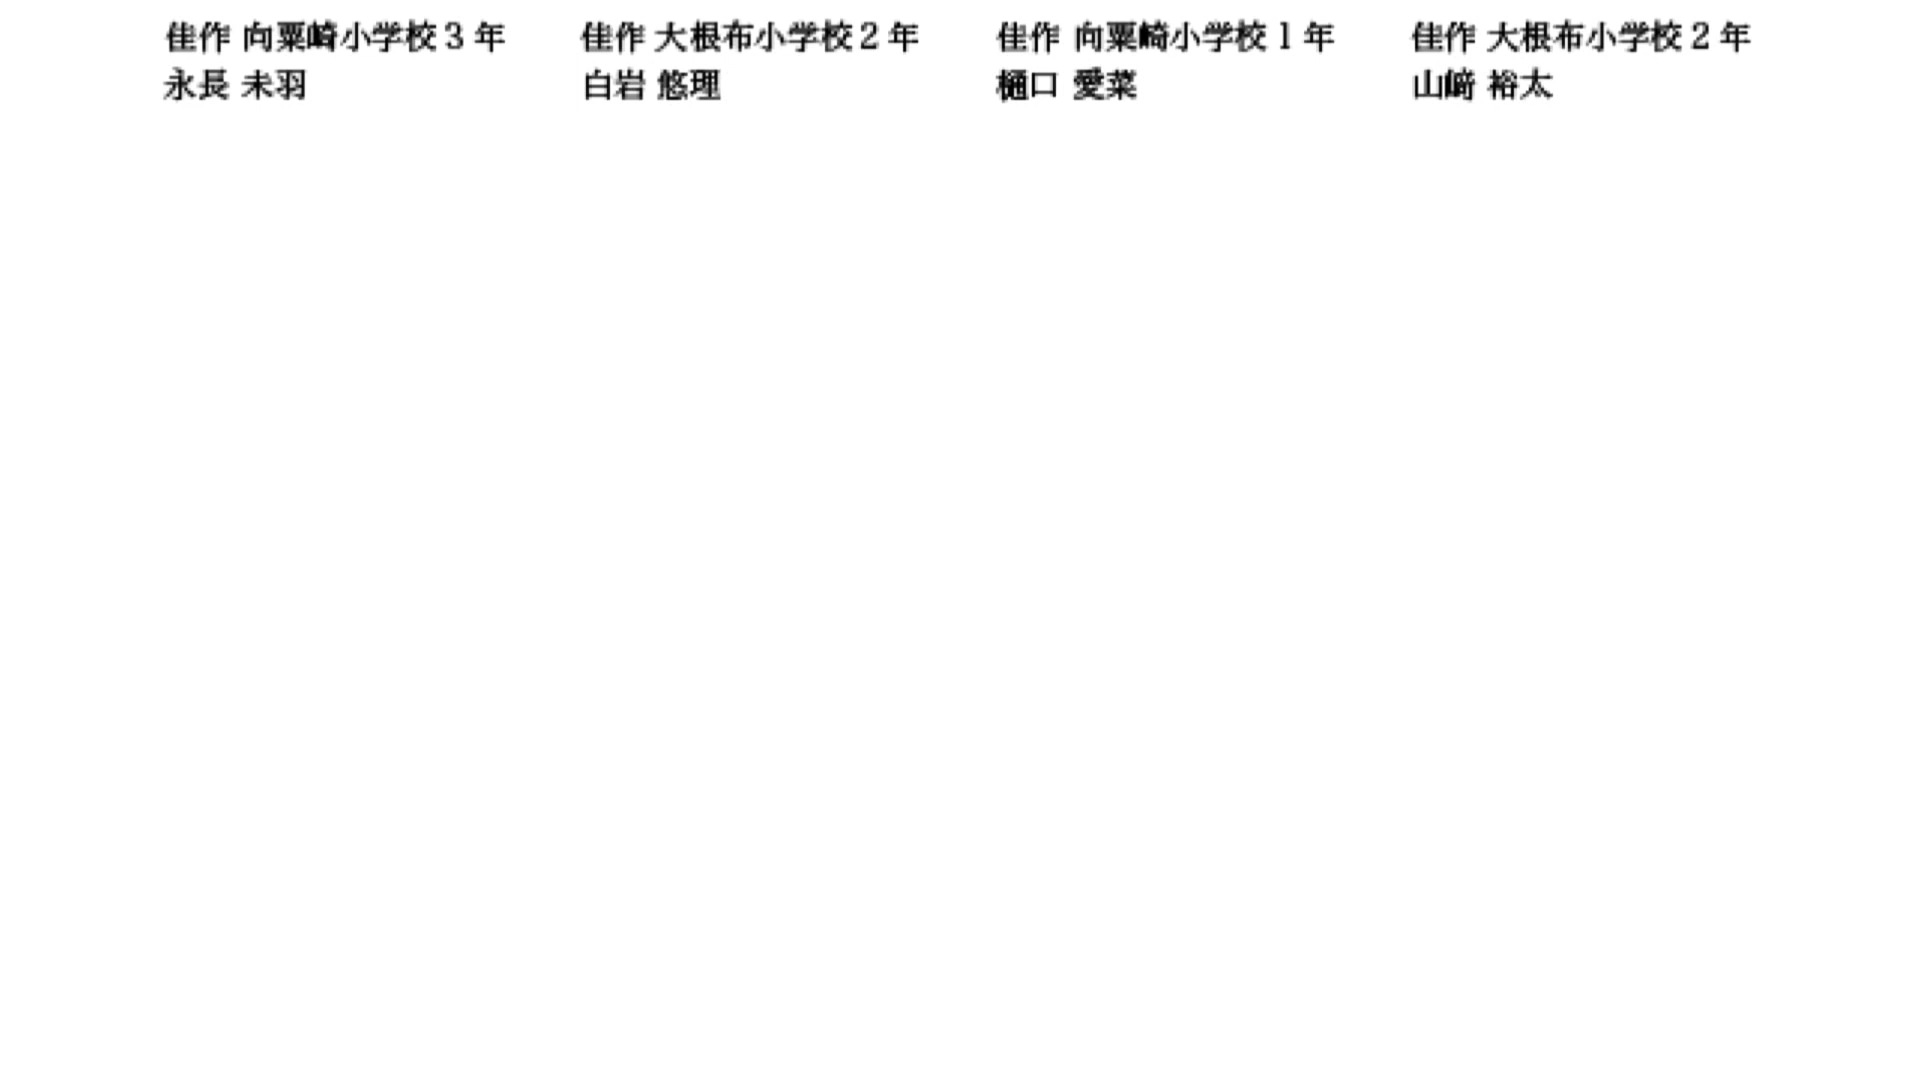 佳作 向粟崎小学校3年
永長 未羽
佳作 大根布小学校2年
白岩 悠理
佳作 向粟崎小学校1年
樋口 愛菜
佳作 大根布小学校2年
山﨑 裕太